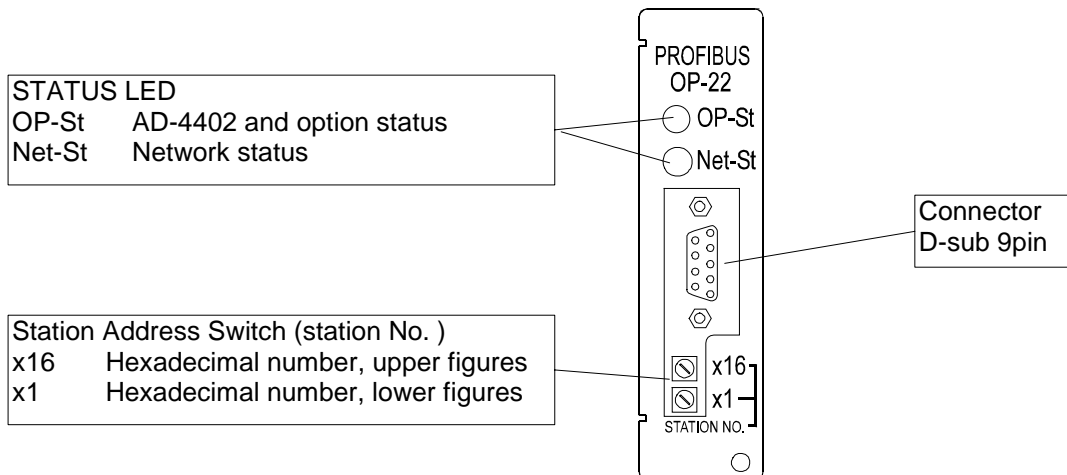 STATUS LED
OP-St AD-4402 and option status
Net-St Network status
Station Address Switch (station No. )
x16 Hexadecimal number, upper figures
x1 Hexadecimal number, lower figures
PROFIBUS
OP-22
OP-St
Net-St
x16
x1
STATION NO.
Connector
D-sub 9pin